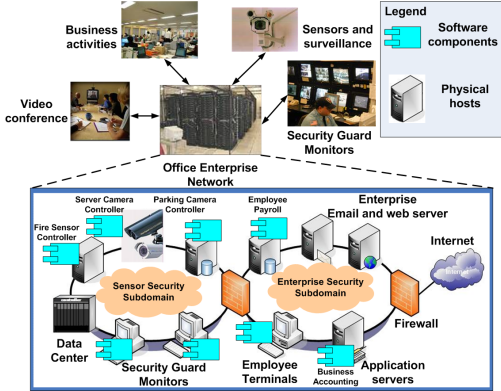 Business
activities
Sensors and
surveillance
Legend
Software
components
Physical
hosts
Video
conference
Security Guard
Monitors
Office Enterprise
Network
Server Camera
Controller
Parking Camera
Controller
Employee
Payroll
Enterprise
Email and web server
Fire Sensor
Controller
Internet
Internet
Sensor Security
Subdomain
Enterprise Security
Subdomain
Firewall
Data
Center
Security Guard
Monitors
Employee
Terminals
Business
Accounting
Application
servers